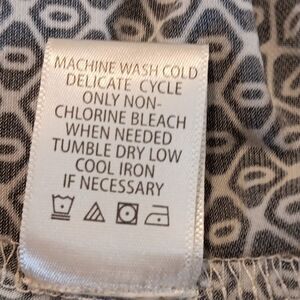 MACHINE WASH COLD
DELICATE CYCLE
ONLY NON-
CHLORINE BLEACH
WHEN NEEDED
TUMBLE DRY LOW
COOL IRON
IF NECESSARY